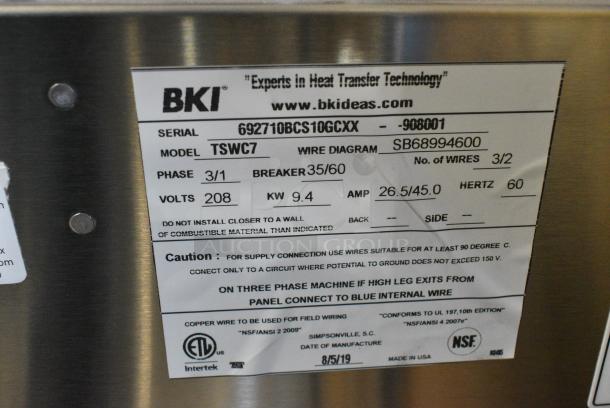 "Experts in Heat Transfer Technology"
BKI®
www.bkideas.com
SERIAL 692710BCS10GCXX - -908001
MODEL TSWC7 WIRE DIAGRAM SB68994600
PHASE 3/1 BREAKER 35/60 No. of WIRES 3/2
VOLTS 208 KW 9.4 AMP 26.5/45.0 HERTZ 60
DO NOT INSTALL CLOSER TO A WALL BACK -- SIDE --
OF COMBUSTIBLE MATERIAL THAN INDICATED
AUCTION GROUP
Caution : FOR SUPPLY CONNECTION USE WIRES SUITABLE FOR AT LEAST 90 DEGREE C.
CONECT ONLY TO A CIRCUIT WHERE POTENTIAL TO GROUND DOES NOT EXCEED 150 V.
ON THREE PHASE MACHINE IF HIGH LEG EXITS FROM
PANEL CONNECT TO BLUE INTERNAL WIRE
COPPER WIRE TO BE USED FOR FIELD WIRING "CONFORMS TO UL 197,10th EDITION"
"NSF/ANSI 2 2009" "NSF/ANSI 4 2007e"
SIMPSONVILLE, S.C.
ETL us DATE OF MANUFACTURE NSF
Intertek 8/5/19 MADE IN USA